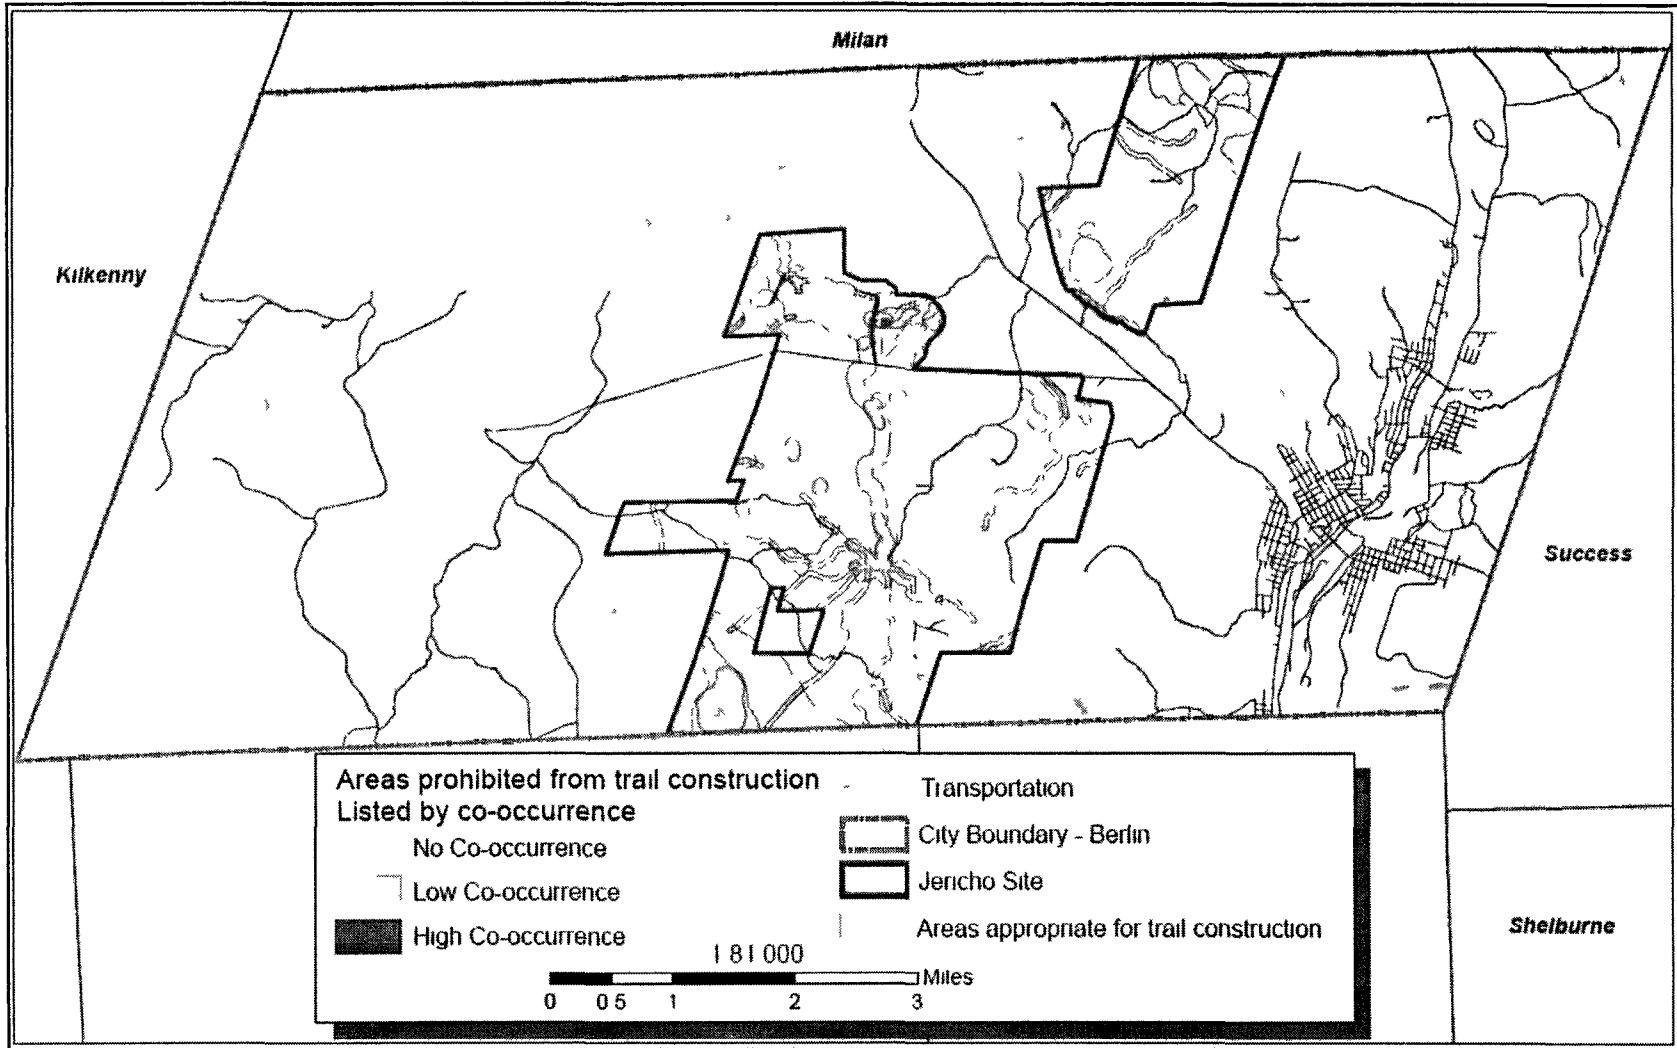 Milan
Kilkenny
Success
Shelburne
Areas prohibited from trail construction
Listed by co-occurrence
No Co-occurrence
Low Co-occurrence
High Co-occurrence
Transportation
City Boundary - Berlin
Jericho Site
Areas appropriate for trail construction
1 81 000
Miles
0 0 5 1 2 3